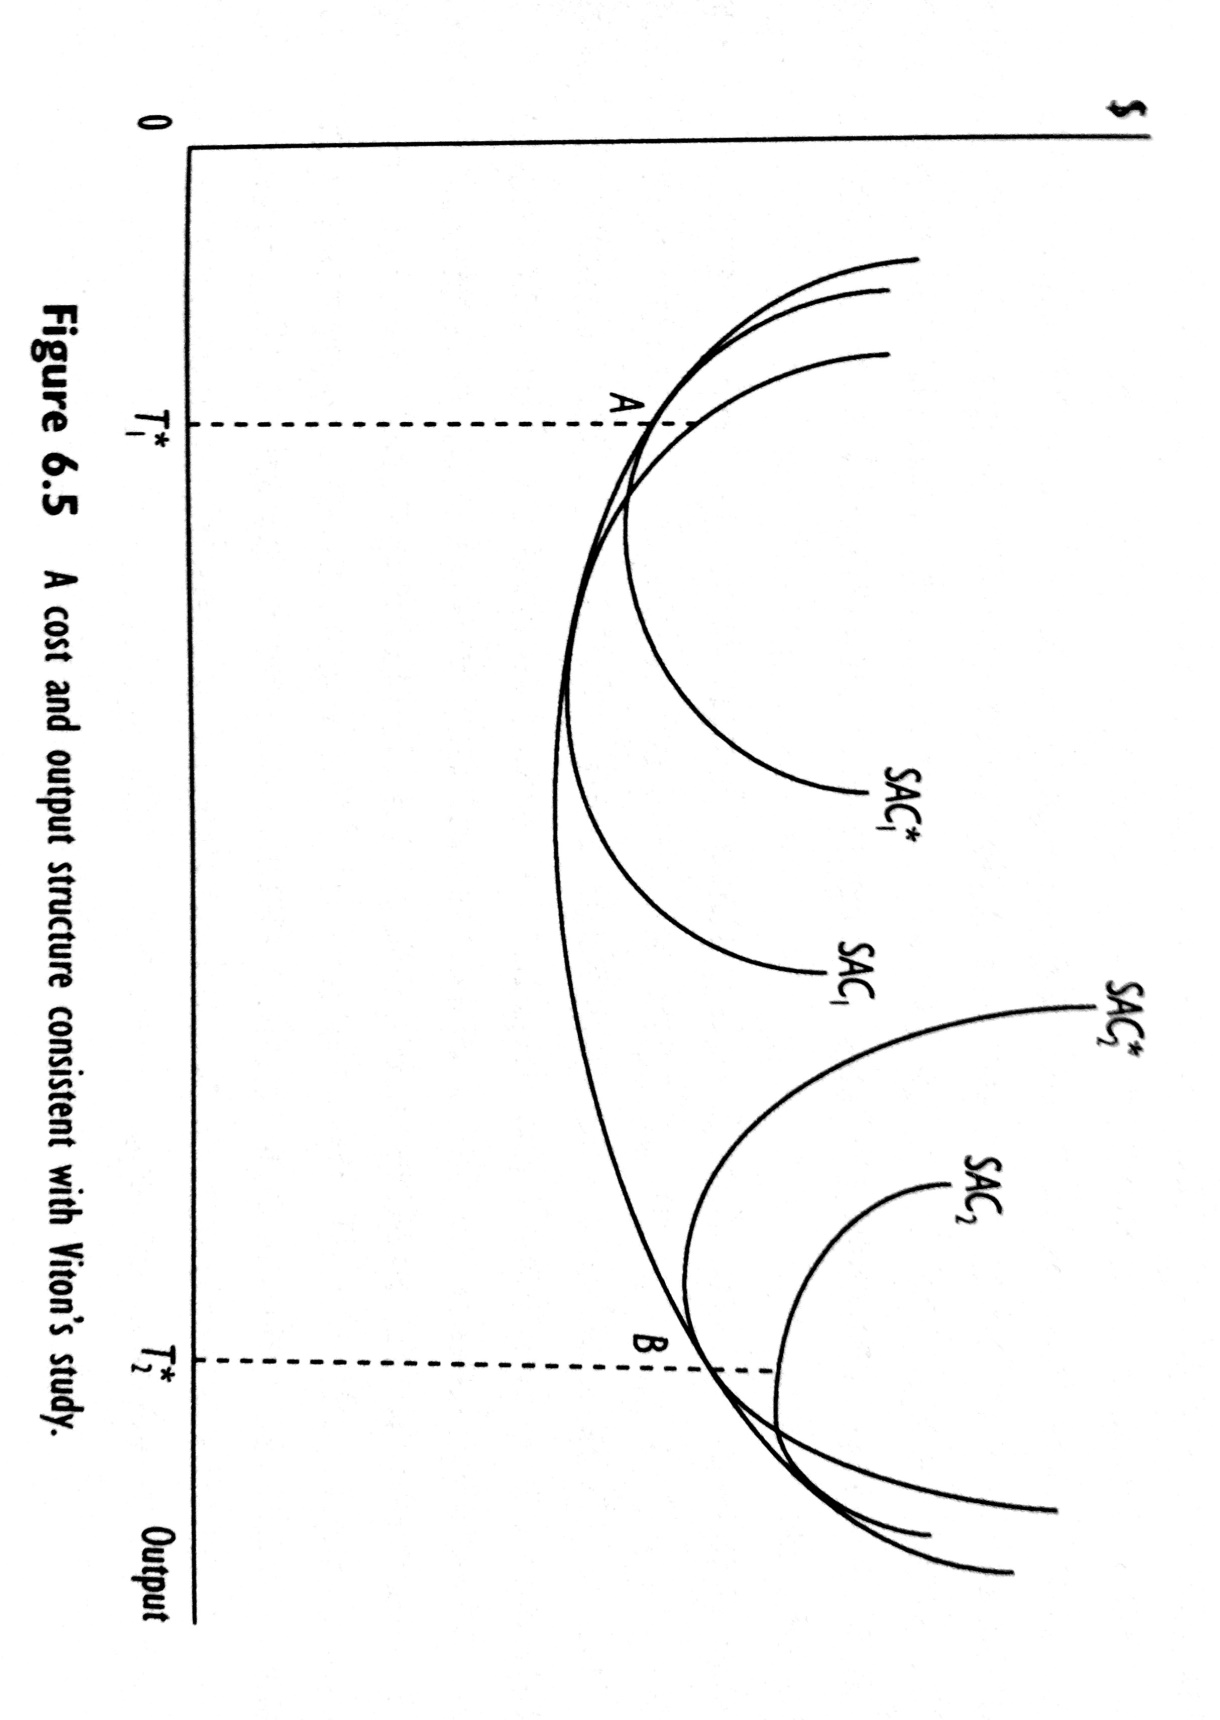 $
SAC₂*
SAC₁*
SAC₂
SAC₁
A
B
0
T₁*
T₂*
Output
Figure 6.5 A cost and output structure consistent with Viton's study.